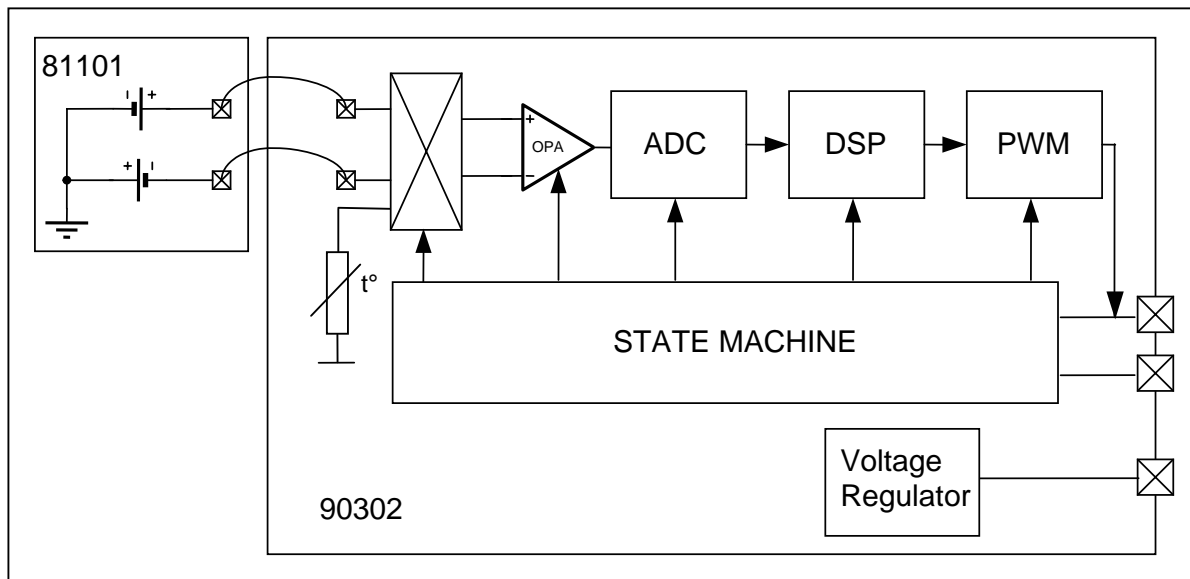 81101
- +
+ -
+
OPA
-
ADC
DSP
PWM
t°
STATE MACHINE
Voltage
Regulator
90302